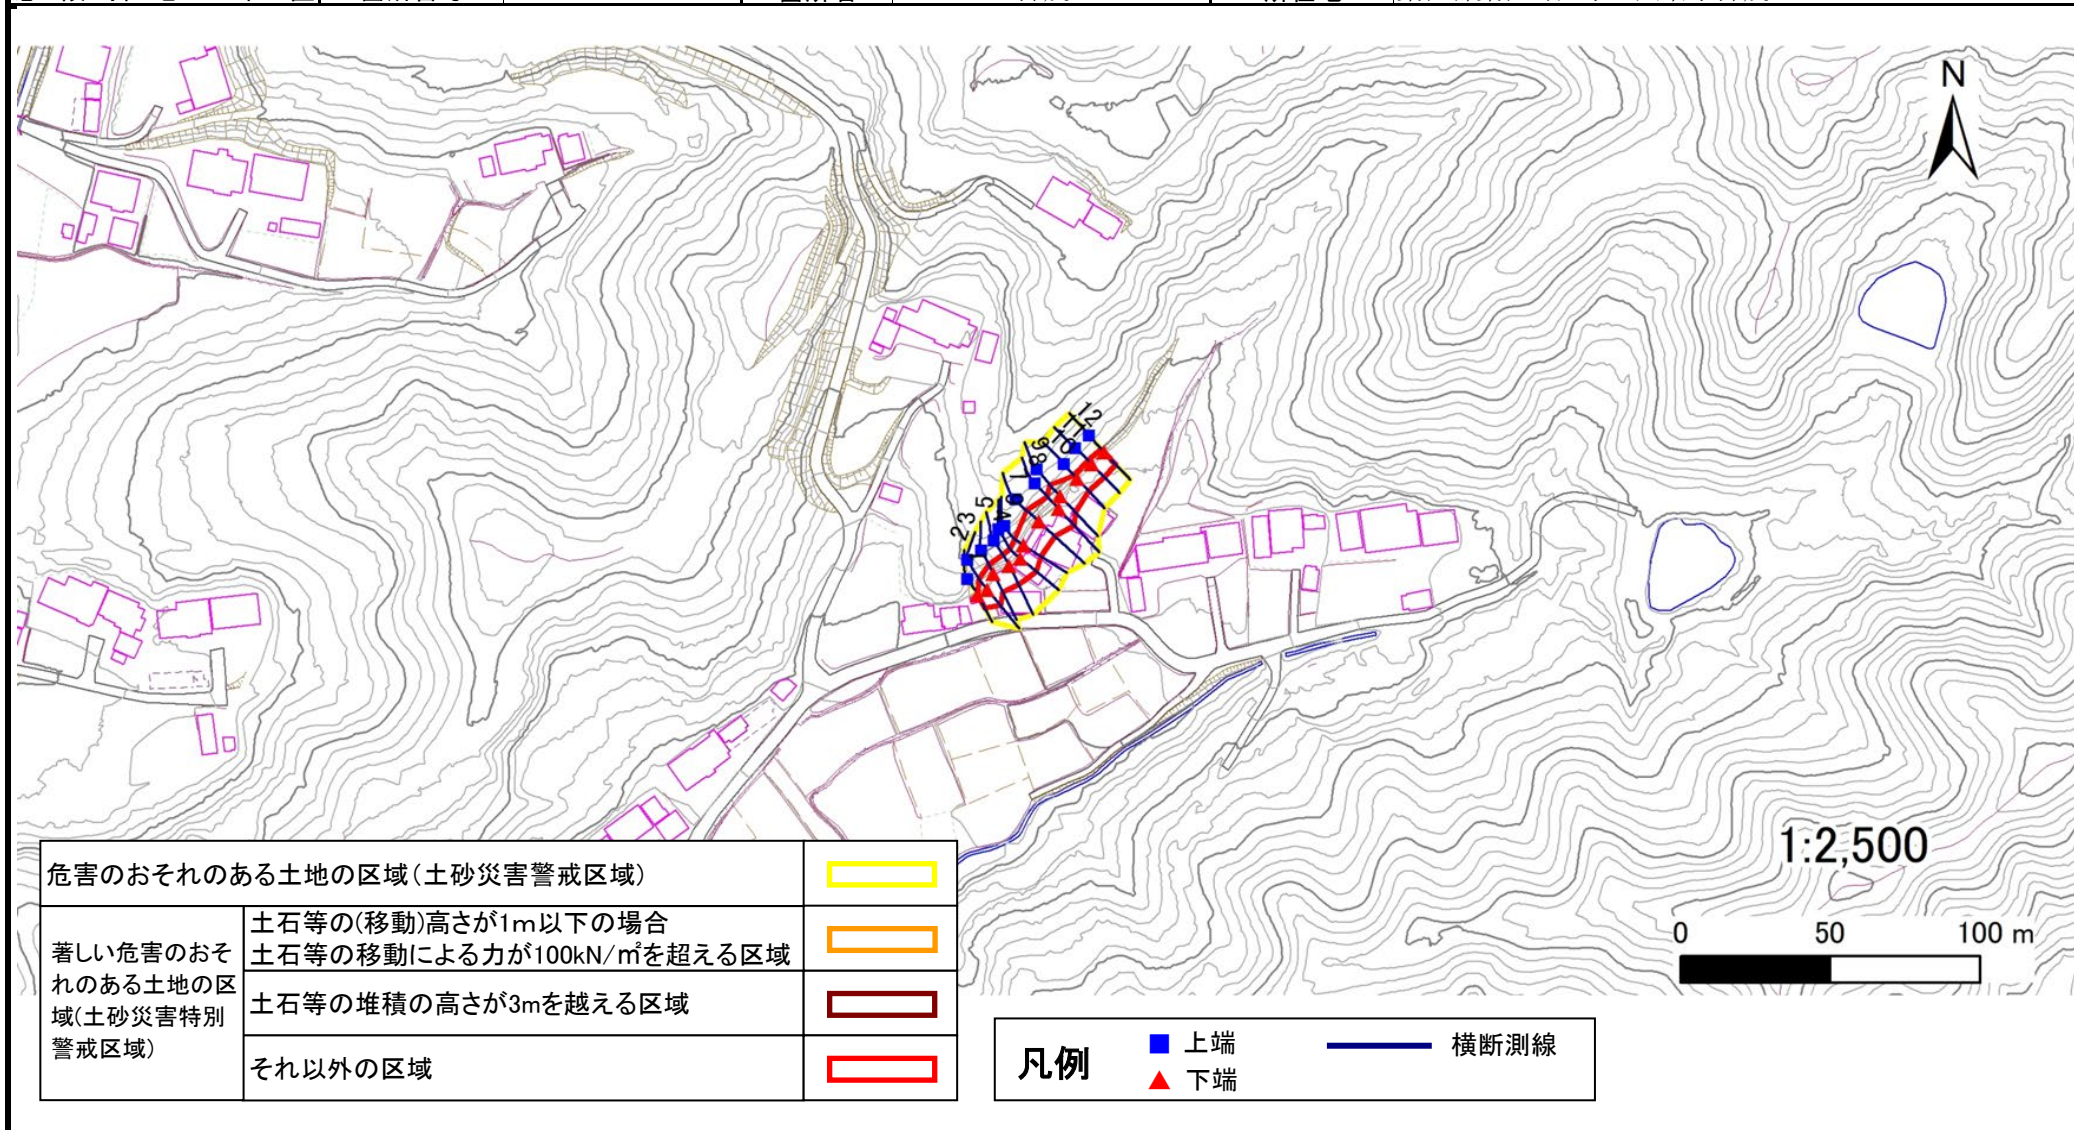 N
12
11
10
9
8
7
6
5
4
3
2
1:2,500
0 50 100 m
危害のおそれのある土地の区域(土砂災害警戒区域)
著しい危害のおそれのある土地の区域(土砂災害特別警戒区域)
土石等の(移動)高さが1m以下の場合
土石等の移動による力が100kN/㎡を超える区域
土石等の堆積の高さが3mを越える区域
それ以外の区域
凡例
上端
横断測線
下端